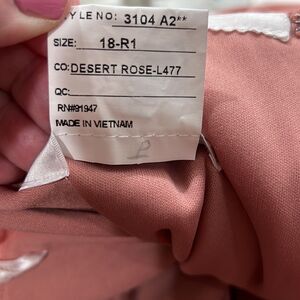 YLE NO: 3104 A2**
SIZE: 18-R1
CO: DESERT ROSE-L477
QC:
RN#91947
MADE IN VIETNAM